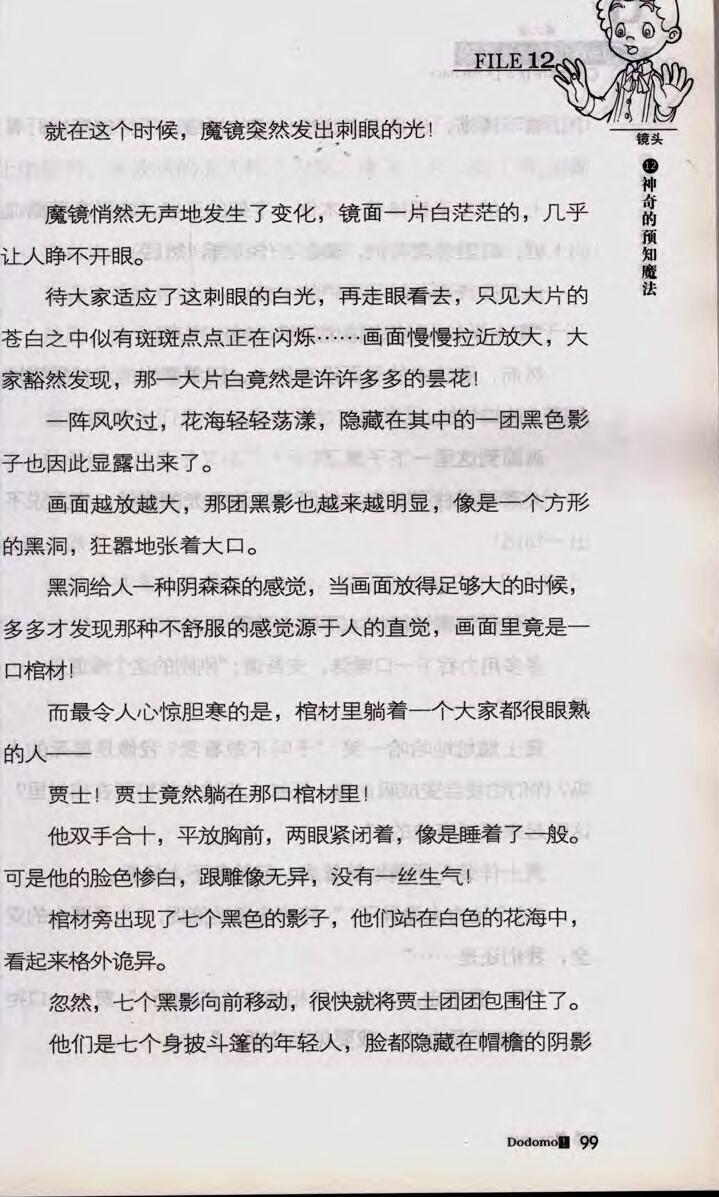 FILE 12
镜头
⑫神奇的预知魔法
就在这个时候，魔镜突然发出刺眼的光！
魔镜悄然无声地发生了变化，镜面一片白茫茫的，几乎
让人睁不开眼。
待大家适应了这刺眼的白光，再走眼看去，只见大片的
苍白之中似有斑斑点点正在闪烁……画面慢慢拉近放大，大
家豁然发现，那一大片白竟然是许许多多的昙花！
一阵风吹过，花海轻轻荡漾，隐藏在其中的一团黑色影
子也因此显露出来了。
画面越放越大，那团黑影也越来越明显，像是一个方形
的黑洞，狂嚣地张着大口。
黑洞给人一种阴森森的感觉，当画面放得足够大的时候，
多多才发现那种不舒服的感觉源于人的直觉，画面里竟是一
口棺材！
而最令人心惊胆寒的是，棺材里躺着一个大家都很眼熟
的人——
贾士！贾士竟然躺在那口棺材里！
他双手合十，平放胸前，两眼紧闭着，像是睡着了一般。
可是他的脸色惨白，跟雕像无异，没有一丝生气！
棺材旁出现了七个黑色的影子，他们站在白色的花海中，
看起来格外诡异。
忽然，七个黑影向前移动，很快就将贾士团团包围住了。
他们是七个身披斗篷的年轻人，脸都隐藏在帽檐的阴影
Dodomo! 99